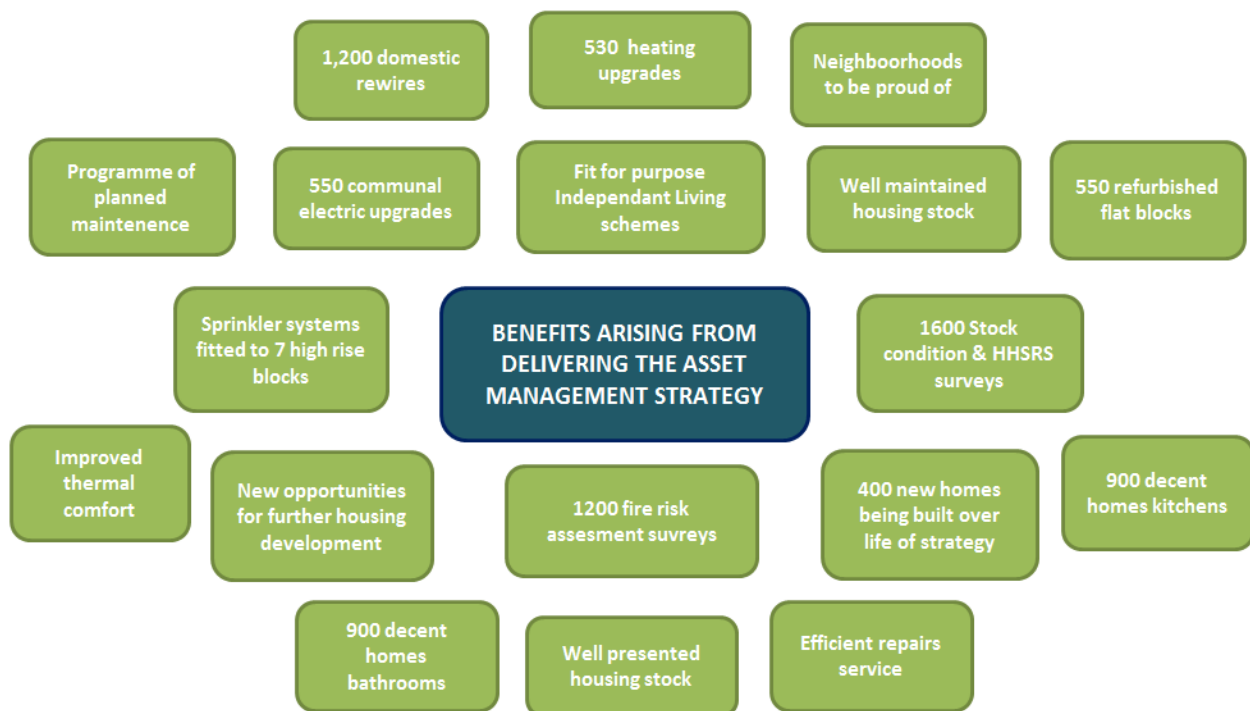 1,200 domestic
rewires
530 heating
upgrades
Neighboorhoods
to be proud of
Programme of
planned
maintenence
550 communal
electric upgrades
Fit for purpose
Independant Living
schemes
Well maintained
housing stock
550 refurbished
flat blocks
Sprinkler systems
fitted to 7 high rise
blocks
BENEFITS ARISING FROM
DELIVERING THE ASSET
MANAGEMENT STRATEGY
1600 Stock
condition & HHSRS
surveys
Improved
thermal
comfort
New opportunities
for further housing
development
1200 fire risk
assesment suvreys
400 new homes
being built over
life of strategy
900 decent
homes kitchens
900 decent
homes
bathrooms
Well presented
housing stock
Efficient repairs
service